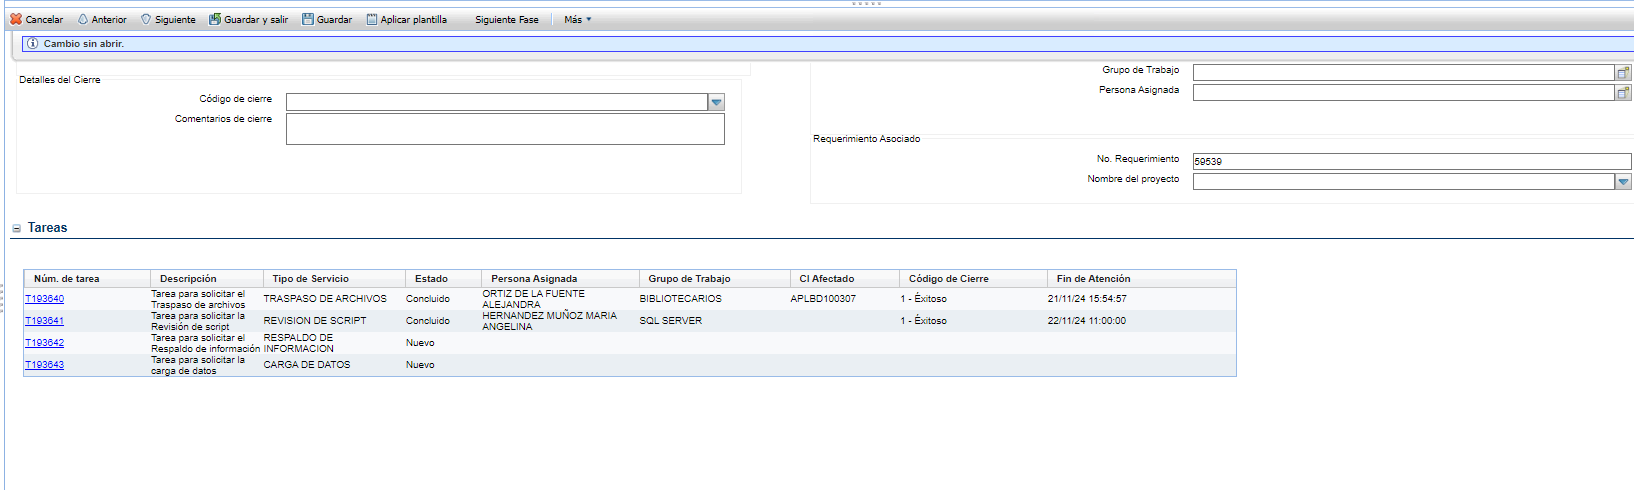 Cancelar Anterior Siguiente Guardar y salir Guardar Aplicar plantilla Siguiente Fase Más
Cambio sin abrir.
Detalles del Cierre
Código de cierre
Comentarios de cierre
Grupo de Trabajo
Persona Asignada
Requerimiento Asociado
No. Requerimiento 59539
Nombre del proyecto
Tareas
Núm. de tarea Descripción Tipo de Servicio Estado Persona Asignada Grupo de Trabajo CI Afectado Código de Cierre Fin de Atención
T193640 Tarea para solicitar el Traspaso de archivos TRASPASO DE ARCHIVOS Concluido ORTIZ DE LA FUENTE ALEJANDRA BIBLIOTECARIOS APLBD100307 1 - Éxitoso 21/11/24 15:54:57
T193641 Tarea para solicitar la Revisión de script REVISION DE SCRIPT Concluido HERNANDEZ MUÑOZ MARIA ANGELINA SQL SERVER 1 - Éxitoso 22/11/24 11:00:00
T193642 Tarea para solicitar el Respaldo de información RESPALDO DE INFORMACION Nuevo
T193643 Tarea para solicitar la carga de datos CARGA DE DATOS Nuevo